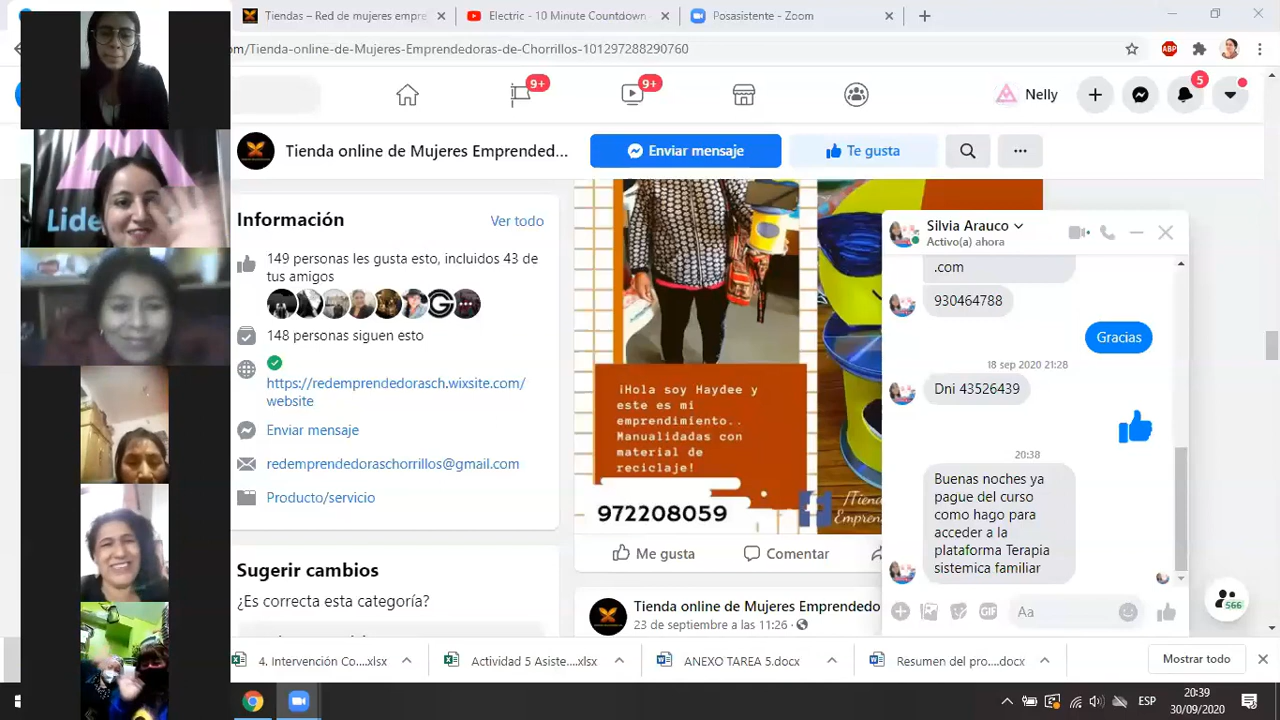 Tiendas – Red de mujeres empre
Electric - 10 Minute Countdown
Posasistente - Zoom
om/Tienda-online-de-Mujeres-Emprendedoras-de-Chorrillos-101297288290760
ABP
9+
9+
Nelly
5
Tienda online de Mujeres Emprended...
Enviar mensaje
Te gusta
Lide
Información
Ver todo
149 personas les gusta esto, incluidos 43 de
tus amigos
148 personas siguen esto
https://redemprendedorasch.wixsite.com/
website
Enviar mensaje
redemprendedoraschorrillos@gmail.com
Producto/servicio
Sugerir cambios
¿Es correcta esta categoría?
¡Hola soy Haydee y
este es mi
emprendimiento..
Manualidadas con
material de
reciclaje!
972208059
/Tienda
Empren
Me gusta
Comentar
Tienda online de Mujeres Emprendedo
23 de septiembre a las 11:26
Silvia Arauco
Activo(a) ahora
.com
930464788
Gracias
18 sep 2020 21:28
Dni 43526439
20:38
Buenas noches ya
pague del curso
como hago para
acceder a la
plataforma Terapia
sistemica familiar
GIF
Aa
566
4. Intervención Co....xlsx
Actividad 5 Asiste....xlsx
ANEXO TAREA 5.docx
Resumen del pro....docx
Mostrar todo
ESP
20:39
30/09/2020